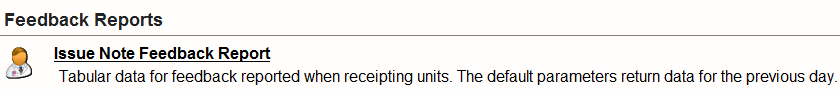 Feedback Reports
Issue Note Feedback Report
Tabular data for feedback reported when receipting units. The default parameters return data for the previous day.